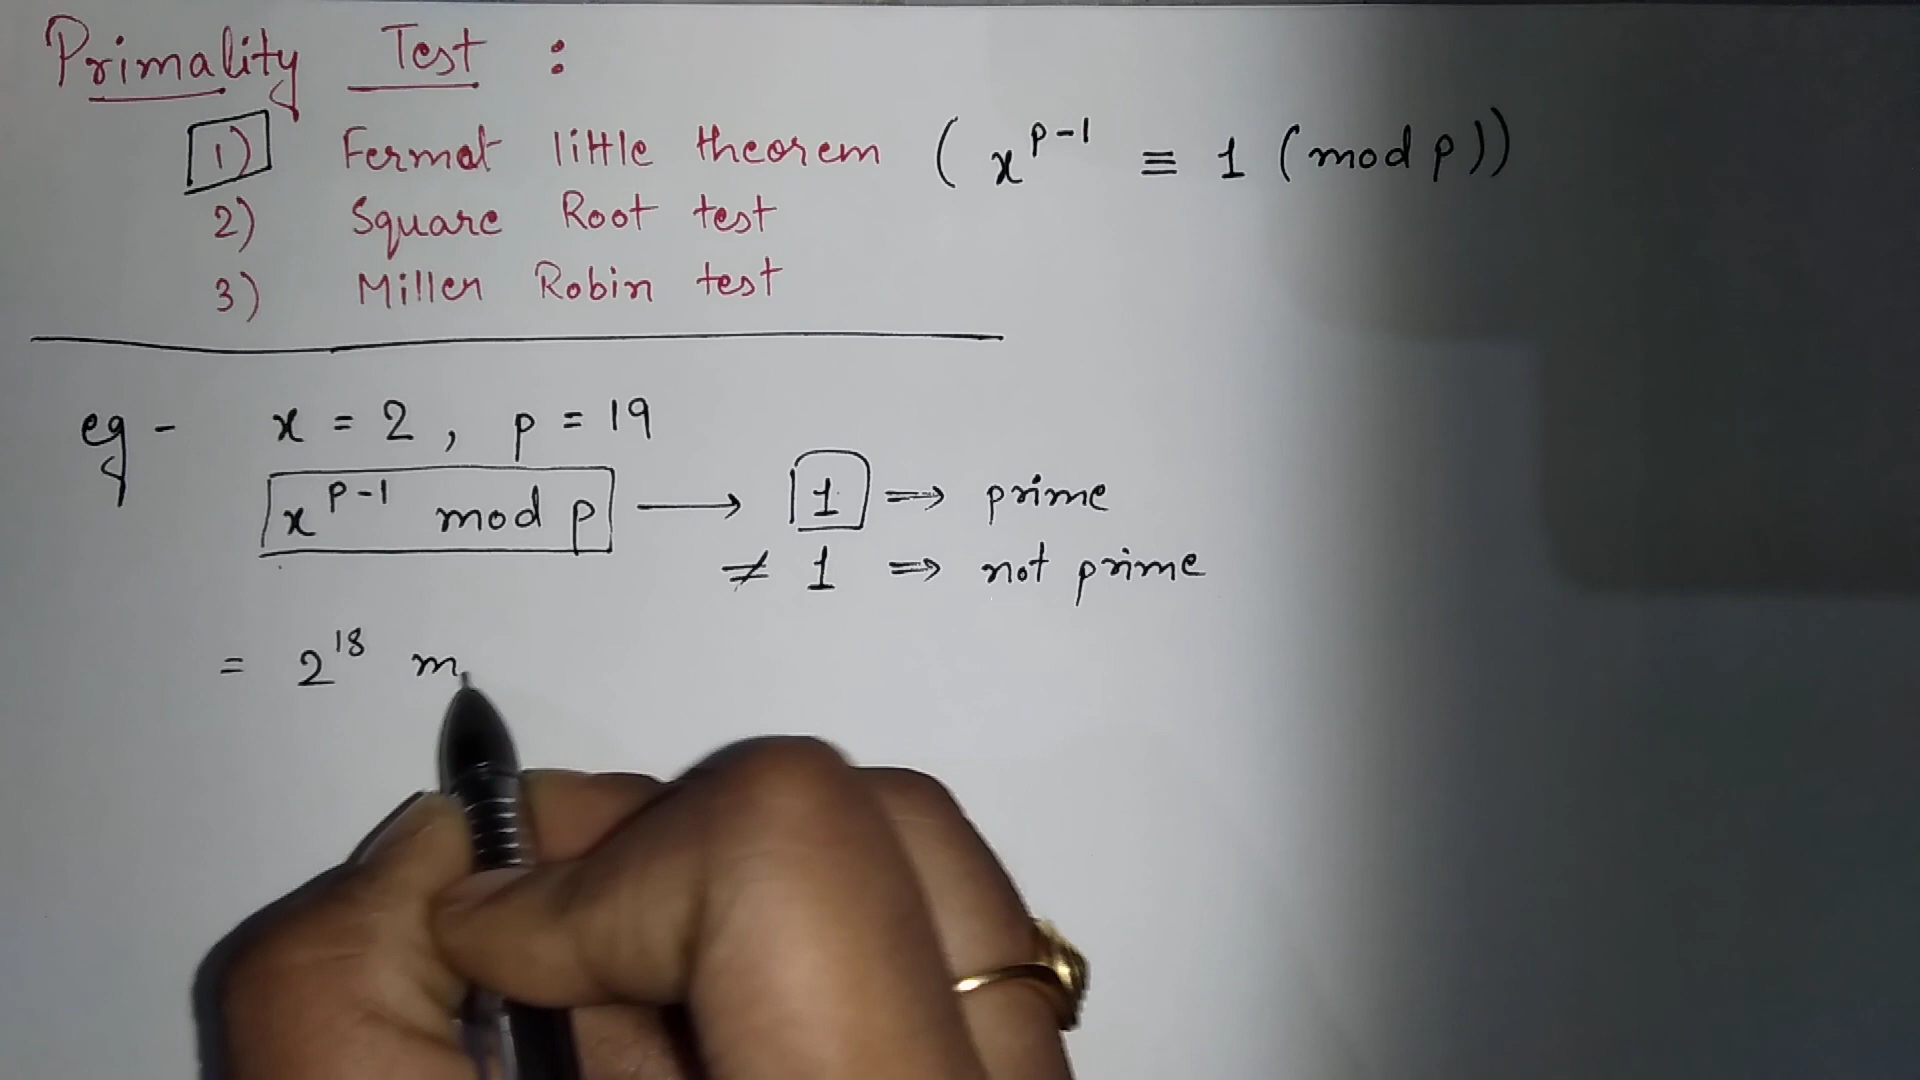 Primality Test :
1) Fermat little theorem ( x^{p-1} ≡ 1 (mod p))
2) Square Root test
3) Miller Robin test
eg - x = 2 , p = 19
x^{p-1} mod p ⟶ 1 ⇒ prime
≠ 1 ⇒ not prime
= 2^{18} m